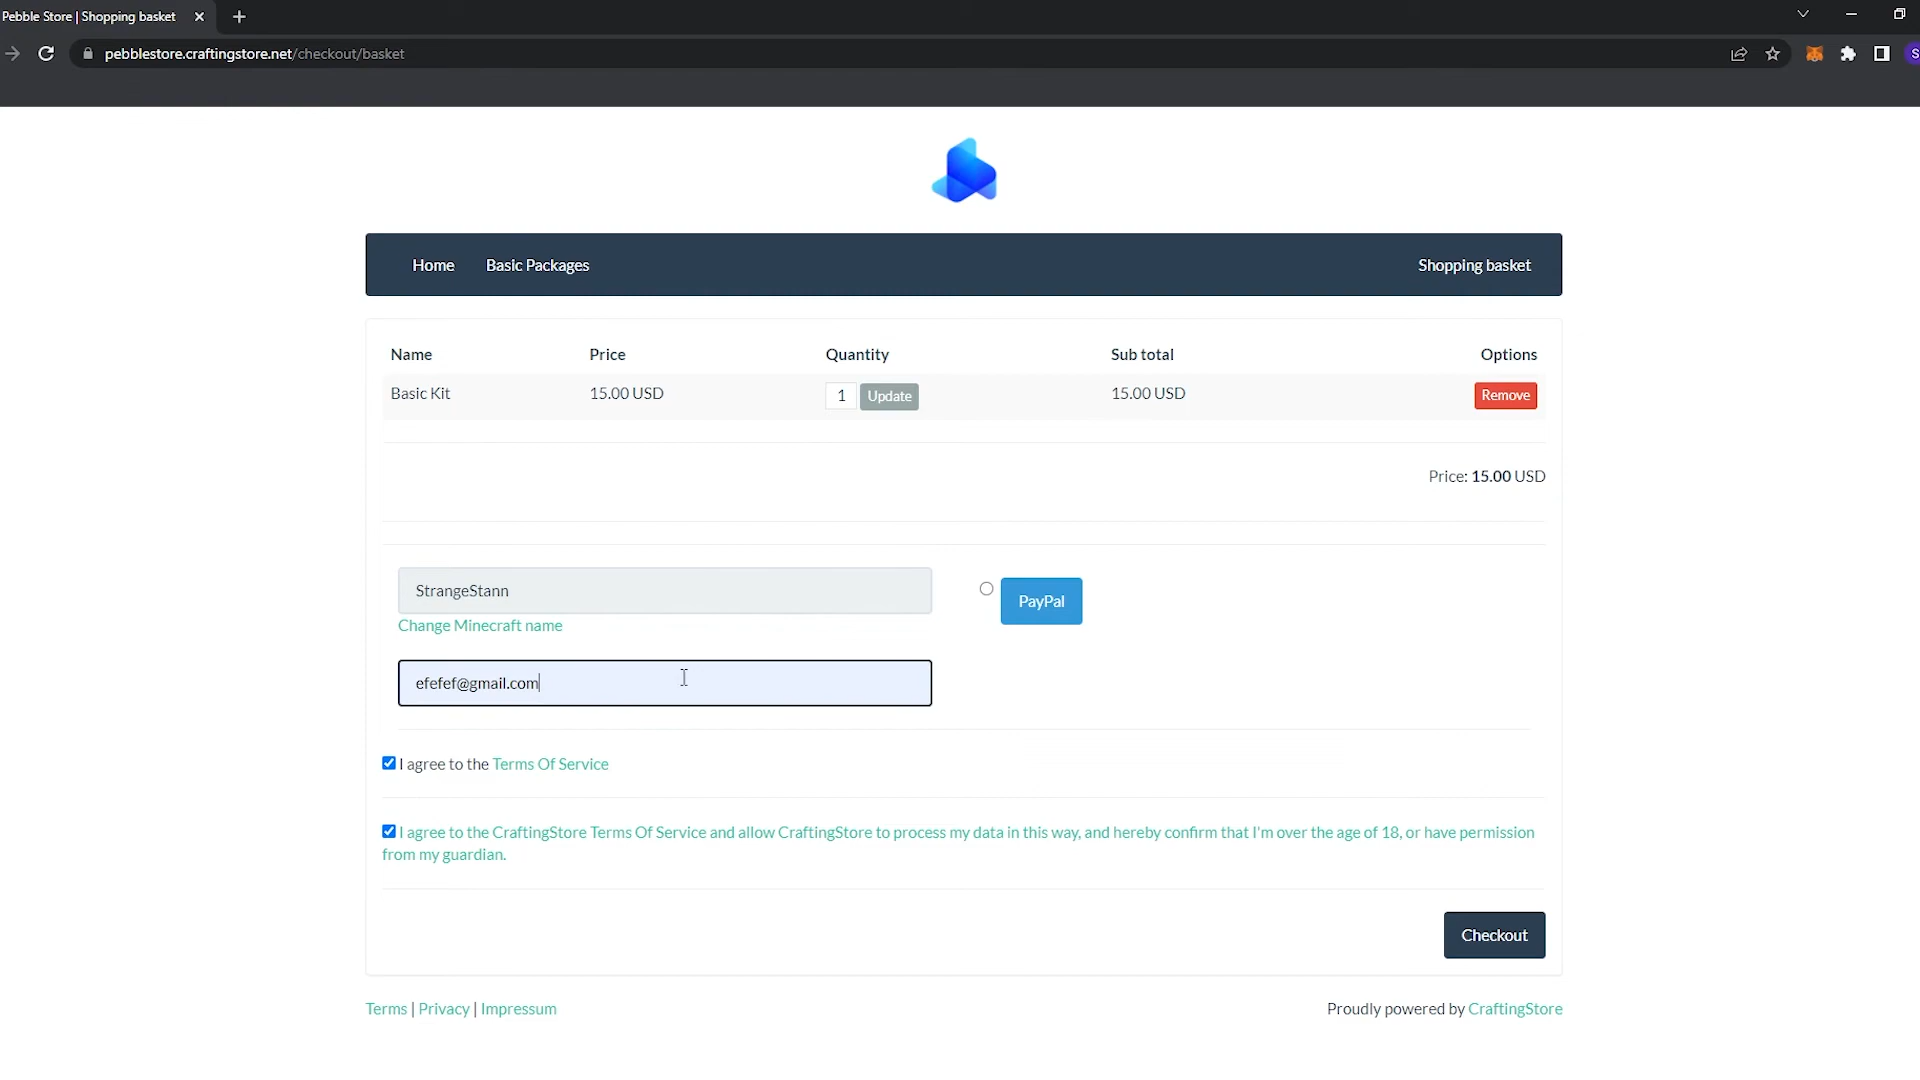 Pebble Store | Shopping basket
pebblestore.craftingstore.net/checkout/basket
S
Home Basic Packages Shopping basket
Name Price Quantity Sub total Options
Basic Kit 15.00 USD 1 Update 15.00 USD Remove
Price: 15.00 USD
StrangeStann
PayPal
Change Minecraft name
efefef@gmail.com
I agree to the Terms Of Service
I agree to the CraftingStore Terms Of Service and allow CraftingStore to process my data in this way, and hereby confirm that I'm over the age of 18, or have permission
from my guardian.
Checkout
Terms | Privacy | Impressum Proudly powered by CraftingStore